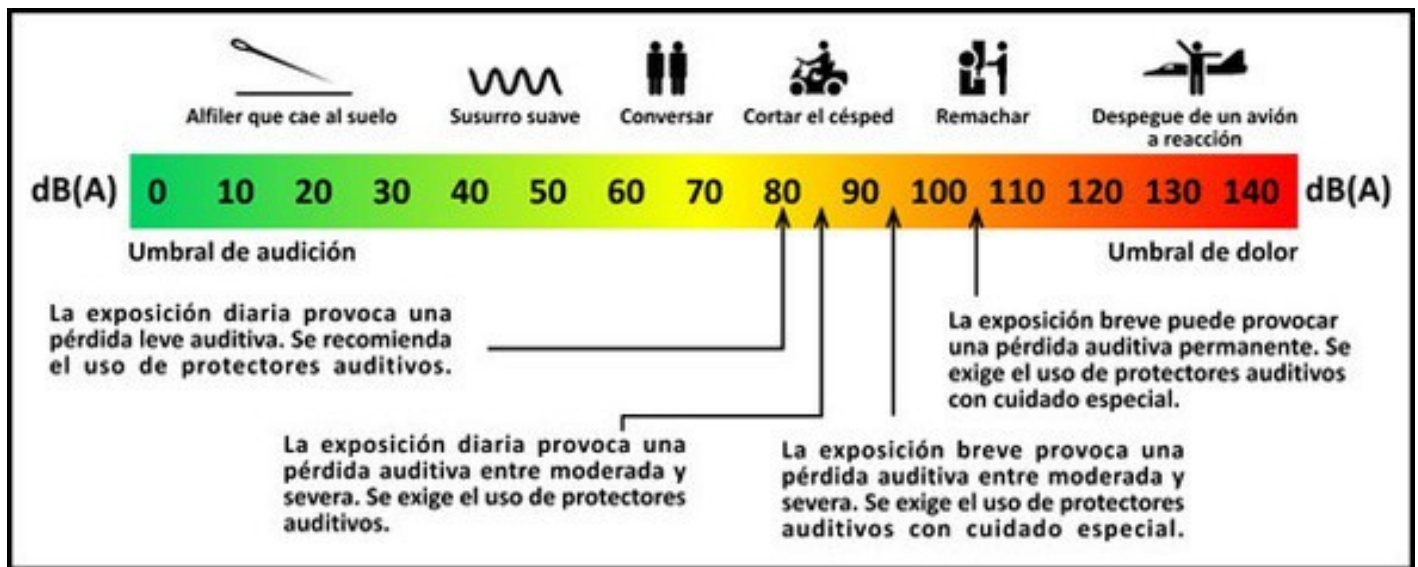 Alfiler que cae al suelo
Susurro suave
Conversar
Cortar el césped
Remachar
Despegue de un avión
a reacción
dB(A) 0 10 20 30 40 50 60 70 80 90 100 110 120 130 140 dB(A)
Umbral de audición
Umbral de dolor
La exposición diaria provoca una
pérdida leve auditiva. Se recomienda
el uso de protectores auditivos.
La exposición breve puede provocar
una pérdida auditiva permanente. Se
exige el uso de protectores auditivos
con cuidado especial.
La exposición diaria provoca una
pérdida auditiva entre moderada y
severa. Se exige el uso de protectores
auditivos.
La exposición breve provoca una
pérdida auditiva entre moderada y
severa. Se exige el uso de protectores
auditivos con cuidado especial.